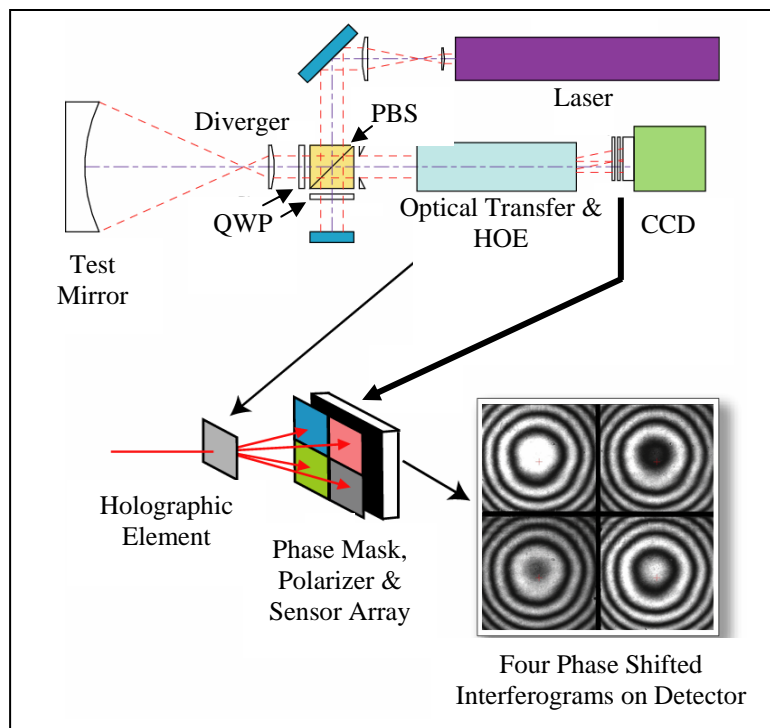 Laser
PBS
Diverger
QWP
Optical Transfer &
HOE
CCD
Test
Mirror
Holographic
Element
Phase Mask,
Polarizer &
Sensor Array
Four Phase Shifted
Interferograms on Detector